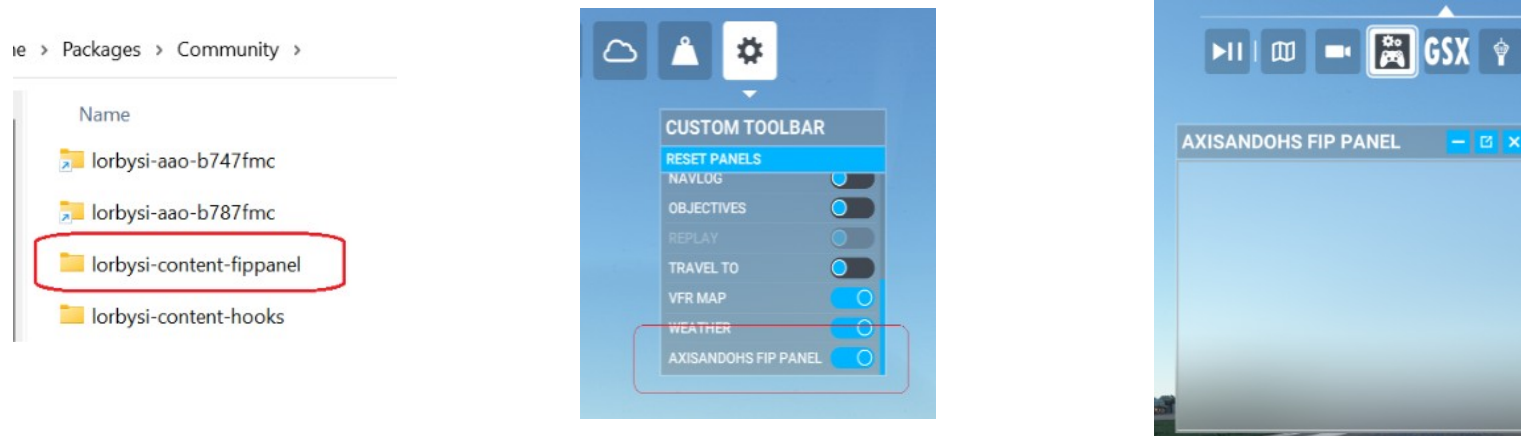 ne > Packages > Community >
Name
lorbysi-aao-b747fmc
lorbysi-aao-b787fmc
lorbysi-content-fippanel
lorbysi-content-hooks
CUSTOM TOOLBAR
RESET PANELS
NAVLOG
OBJECTIVES
REPLAY
TRAVEL TO
VFR MAP
WEATHER
AXISANDOHS FIP PANEL
GSX
AXISANDOHS FIP PANEL